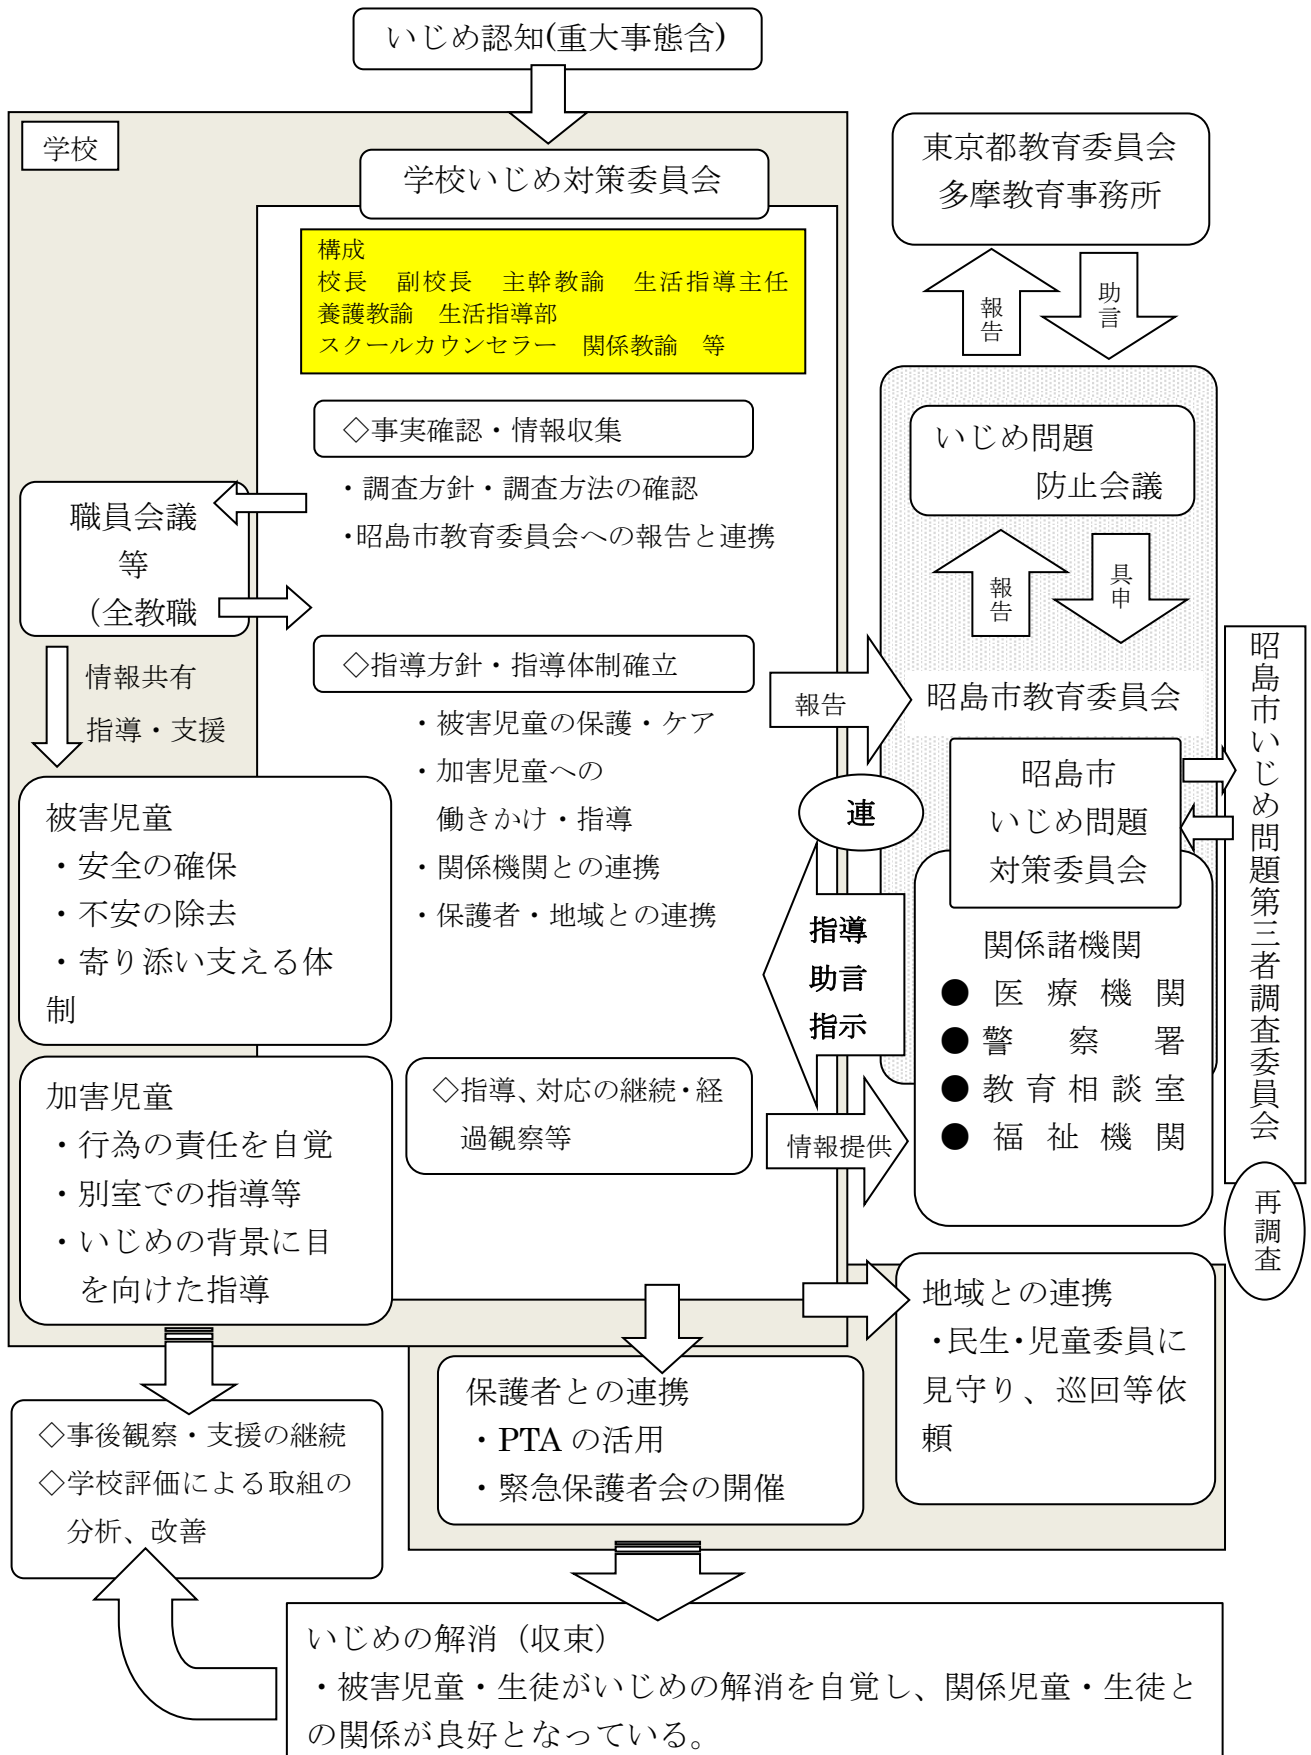 いじめ認知(重大事態含)
学校
学校いじめ対策委員会
構成
校長　副校長　主幹教諭　生活指導主任
養護教諭　生活指導部
スクールカウンセラー　関係教諭　等
◇事実確認・情報収集
・調査方針・調査方法の確認
・昭島市教育委員会への報告と連携
職員会議
等
（全教職
情報共有
指導・支援
◇指導方針・指導体制確立
・被害児童の保護・ケア
・加害児童への
働きかけ・指導
・関係機関との連携
・保護者・地域との連携
被害児童
・安全の確保
・不安の除去
・寄り添い支える体
制
加害児童
・行為の責任を自覚
・別室での指導等
・いじめの背景に目
を向けた指導
◇指導、対応の継続・経
過観察等
東京都教育委員会
多摩教育事務所
報告
助言
いじめ問題
防止会議
報告
具申
報告
昭島市教育委員会
連
昭島市
いじめ問題
対策委員会
指導
助言
指示
関係諸機関
● 医療機関
● 警察署
● 教育相談室
● 福祉機関
情報提供
昭島市いじめ問題第三者調査委員会
再調査
地域との連携
・民生・児童委員に
見守り、巡回等依
頼
保護者との連携
・PTA の活用
・緊急保護者会の開催
◇事後観察・支援の継続
◇学校評価による取組の
分析、改善
いじめの解消（収束）
・被害児童・生徒がいじめの解消を自覚し、関係児童・生徒と
の関係が良好となっている。